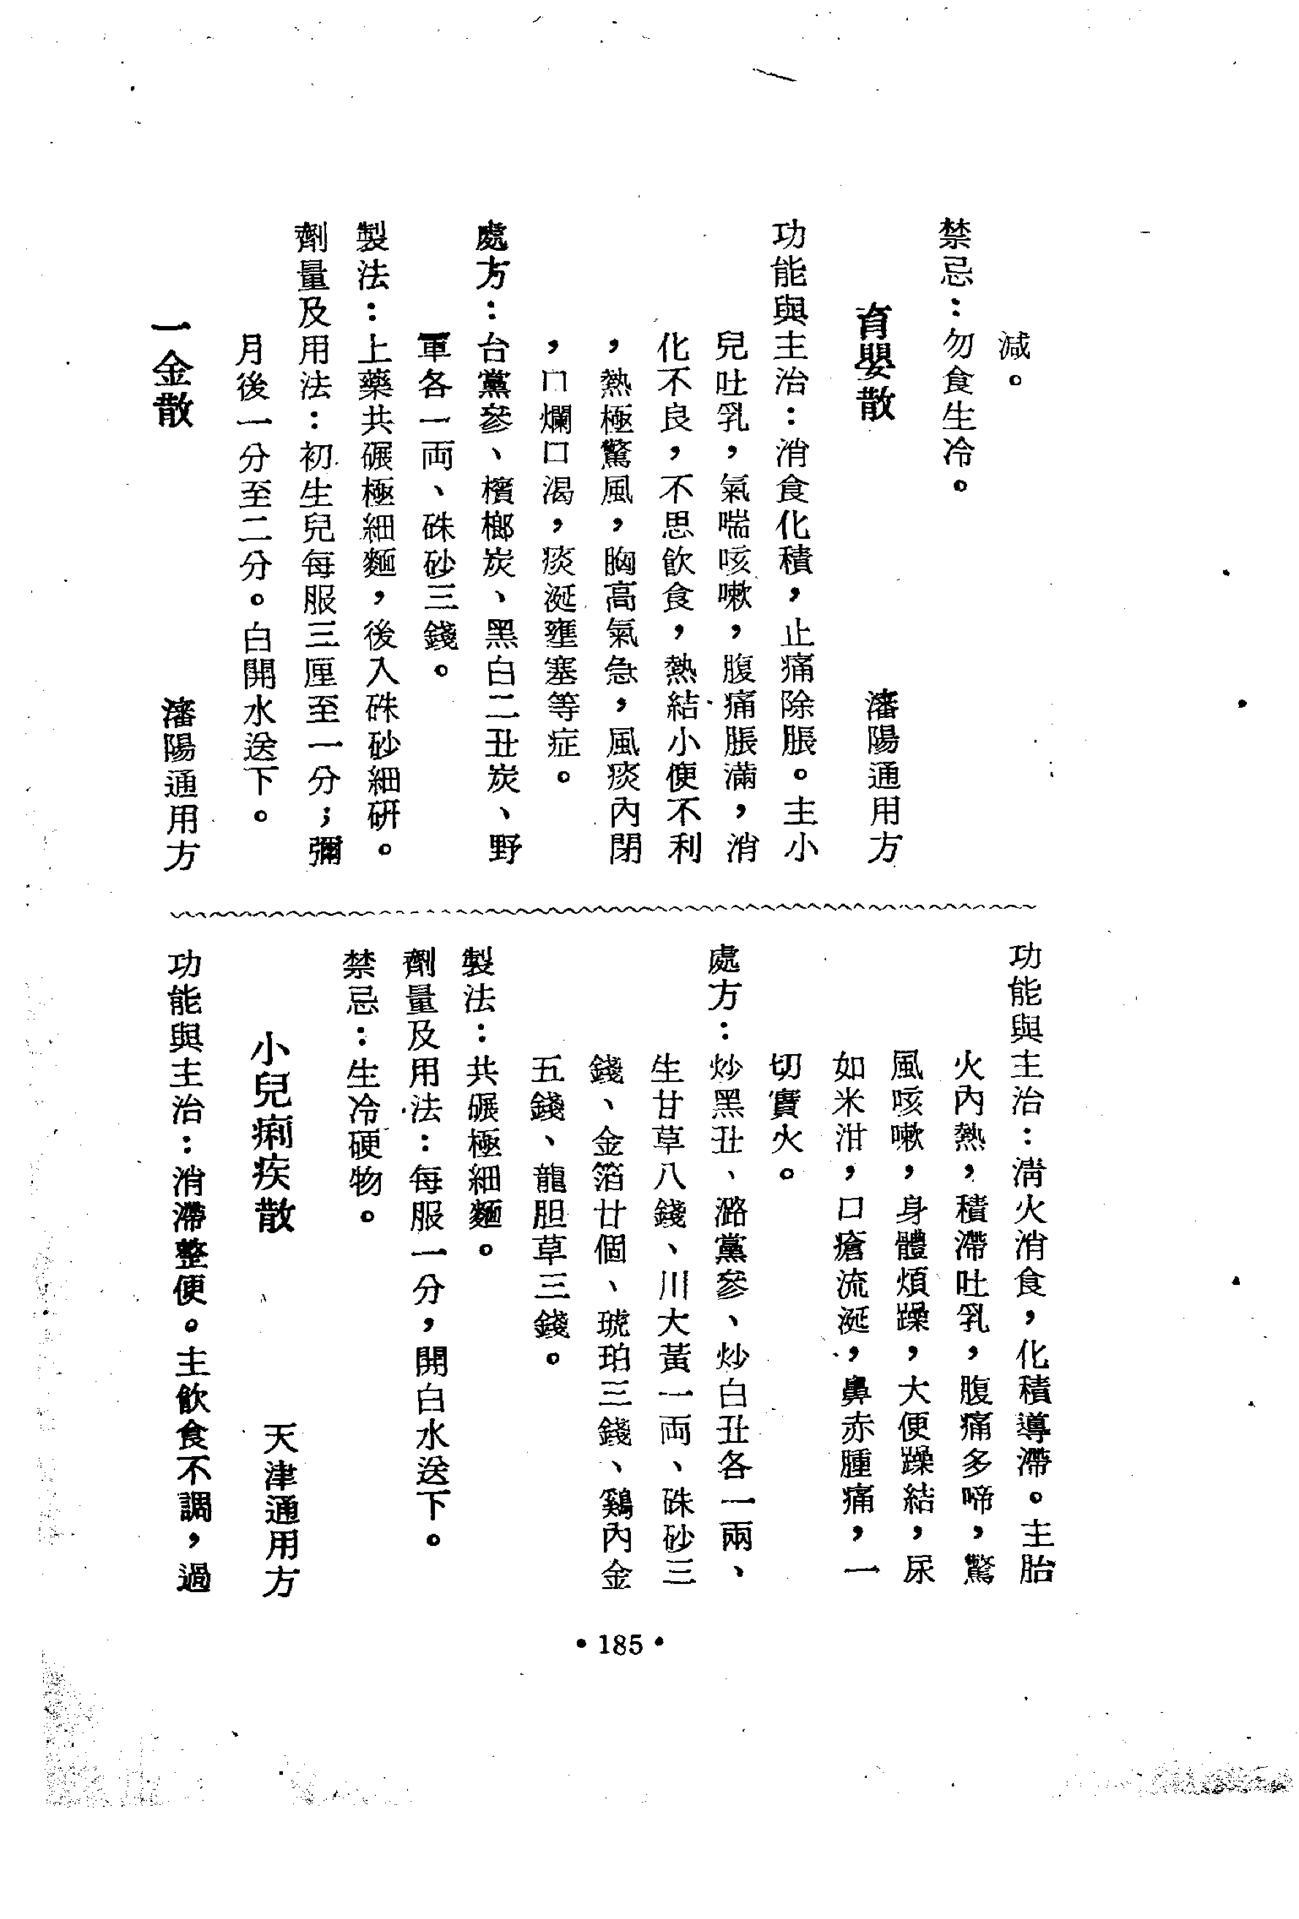 減。
禁忌：勿食生冷。
育嬰散　瀋陽通用方
功能與主治：消食化積，止痛除脹。主小
兒吐乳，氣喘咳嗽，腹痛脹滿，消
化不良，不思飲食，熱結小便不利
，熱極驚風，胸高氣急，風痰內閉
，口爛口渴，痰涎壅塞等症。
處方：台黨參、檳榔炭、黑白二丑炭、野
軍各一両、硃砂三錢。
製法：上藥共碾極細麵，後入硃砂細研。
劑量及用法：初生兒每服三厘至一分；彌
月後一分至二分。白開水送下。
一金散　瀋陽通用方
功能與主治：清火消食，化積導滯。主胎
火內熱，積滯吐乳，腹痛多啼，驚
風咳嗽，身體煩躁，大便躁結，尿
如米泔，口瘡流涎，鼻赤腫痛，一
切實火。
處方：炒黑丑、潞黨參、炒白丑各一兩、
生甘草八錢、川大黃一両、硃砂三
錢、金箔廿個、琥珀三錢、鷄內金
五錢、龍胆草三錢。
製法：共碾極細麵。
劑量及用法：每服一分，開白水送下。
禁忌：生冷硬物。
小兒痢疾散　天津通用方
功能與主治：消滯整便。主飲食不調，過
•185•